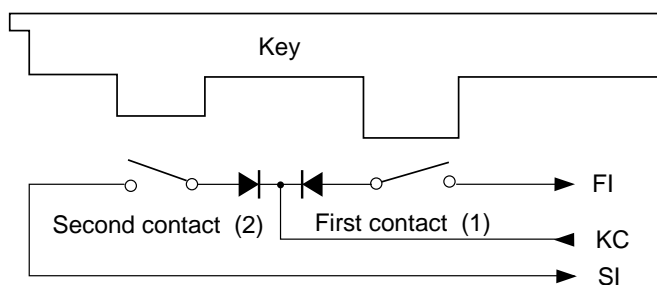 Key
FI
Second contact (2)
First contact (1)
KC
SI